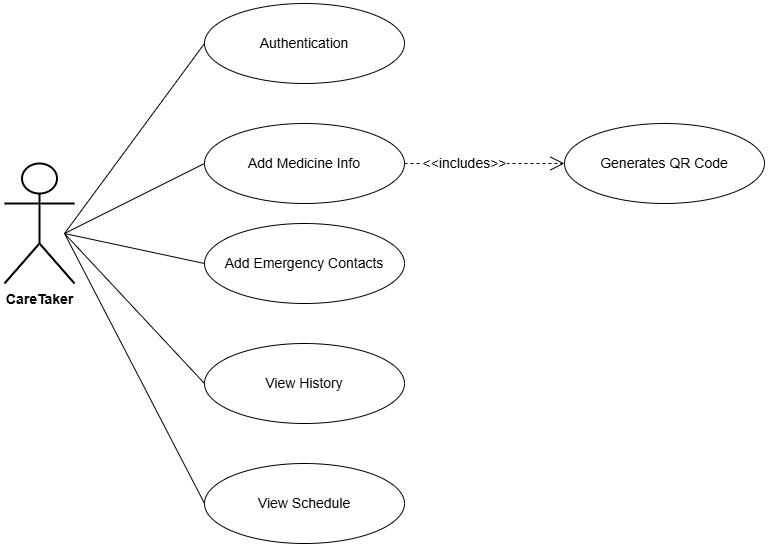 Authentication
Add Medicine Info
<<includes>>
Generates QR Code
CareTaker
Add Emergency Contacts
View History
View Schedule